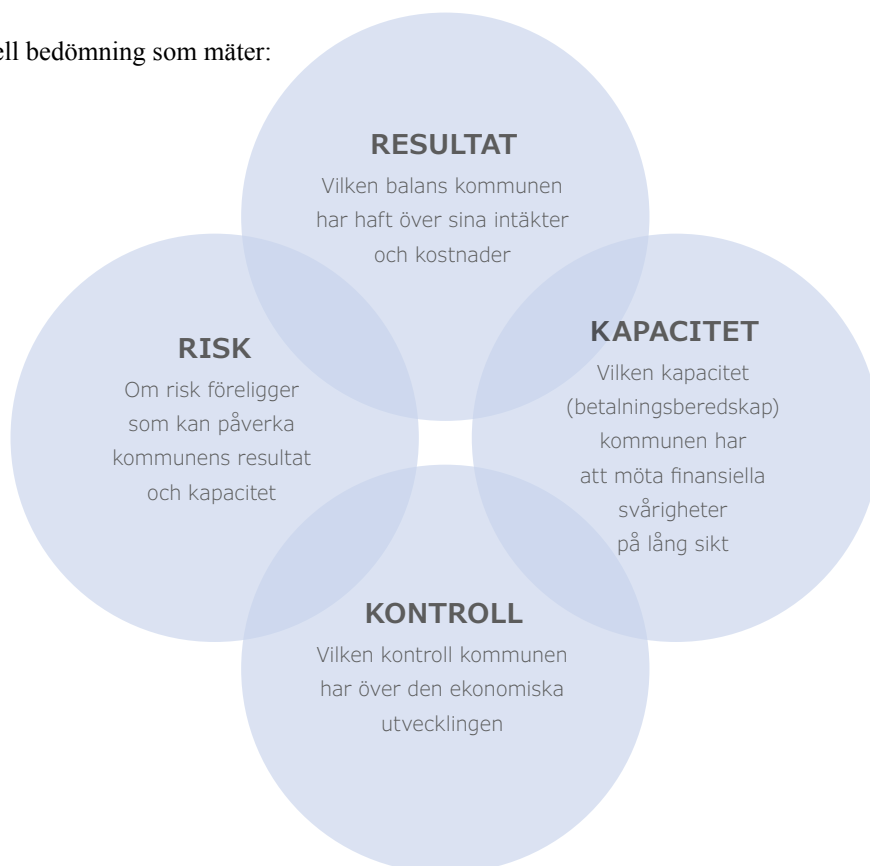 ell bedömning som mäter:
RESULTAT
Vilken balans kommunen
har haft över sina intäkter
och kostnader
RISK
Om risk föreligger
som kan påverka
kommunens resultat
och kapacitet
KAPACITET
Vilken kapacitet
(betalningsberedskap)
kommunen har
att möta finansiella
svårigheter
på lång sikt
KONTROLL
Vilken kontroll kommunen
har över den ekonomiska
utvecklingen